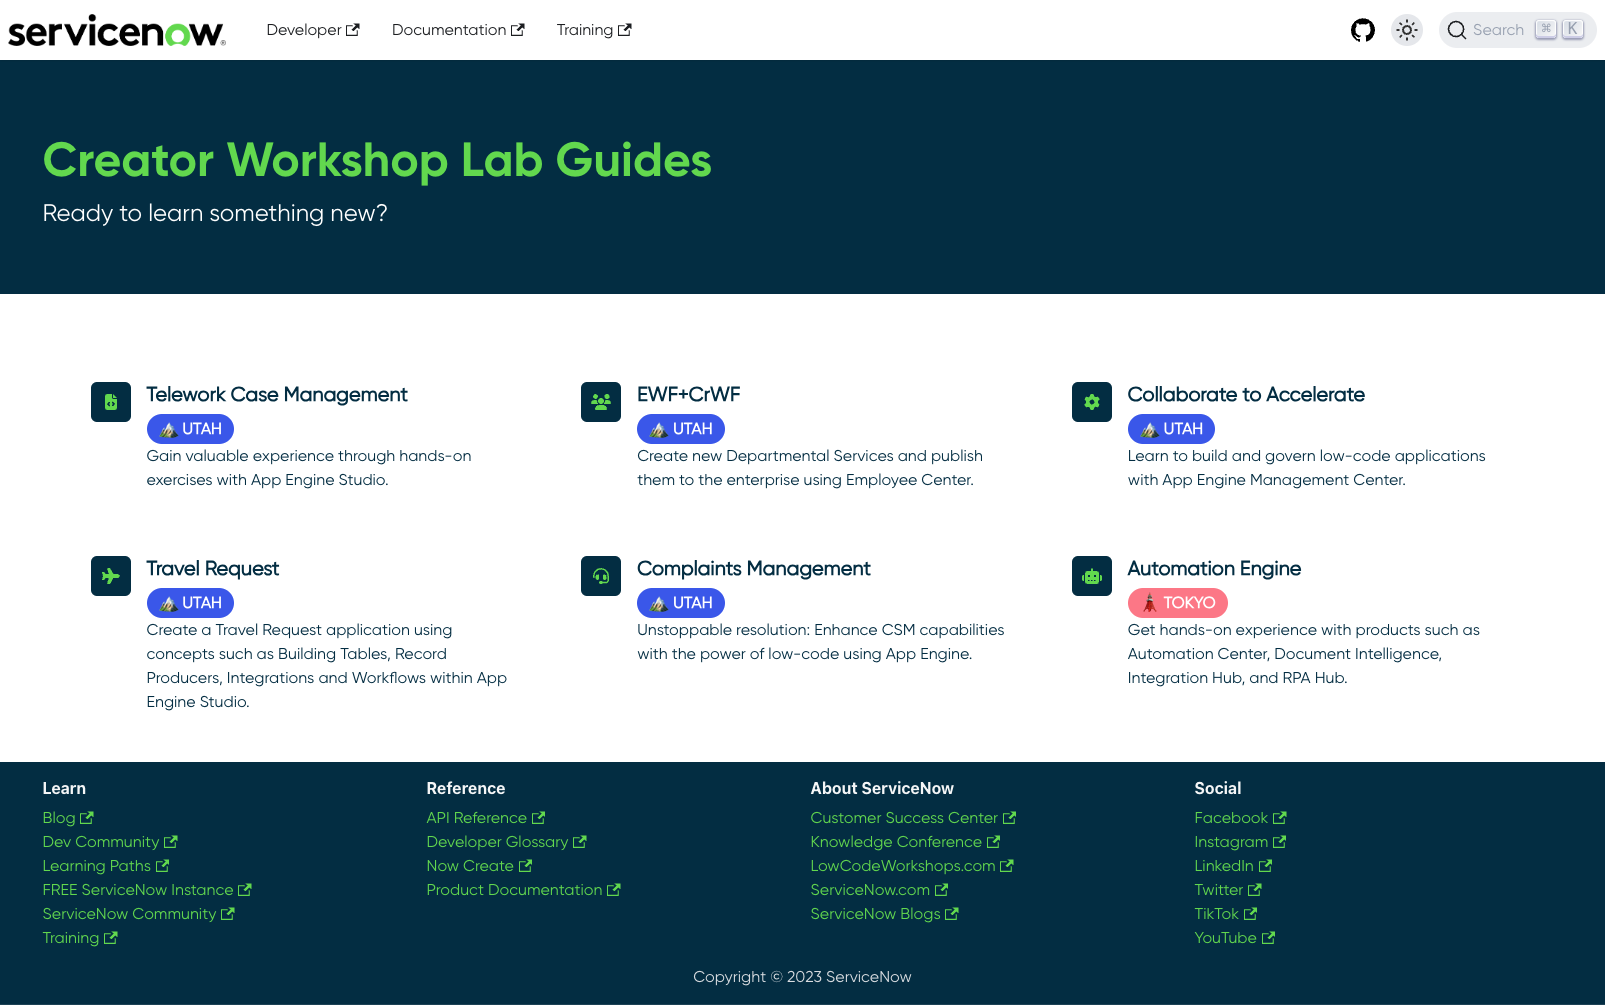 servicenow®
Developer
Documentation
Training
Search
⌘ K
Creator Workshop Lab Guides
Ready to learn something new?
Telework Case Management
UTAH
Gain valuable experience through hands-on
exercises with App Engine Studio.
EWF+CrWF
UTAH
Create new Departmental Services and publish
them to the enterprise using Employee Center.
Collaborate to Accelerate
UTAH
Learn to build and govern low-code applications
with App Engine Management Center.
Travel Request
UTAH
Create a Travel Request application using
concepts such as Building Tables, Record
Producers, Integrations and Workflows within App
Engine Studio.
Complaints Management
UTAH
Unstoppable resolution: Enhance CSM capabilities
with the power of low-code using App Engine.
Automation Engine
TOKYO
Get hands-on experience with products such as
Automation Center, Document Intelligence,
Integration Hub, and RPA Hub.
Learn
Blog
Dev Community
Learning Paths
FREE ServiceNow Instance
ServiceNow Community
Training
Reference
API Reference
Developer Glossary
Now Create
Product Documentation
About ServiceNow
Customer Success Center
Knowledge Conference
LowCodeWorkshops.com
ServiceNow.com
ServiceNow Blogs
Social
Facebook
Instagram
LinkedIn
Twitter
TikTok
YouTube
Copyright © 2023 ServiceNow